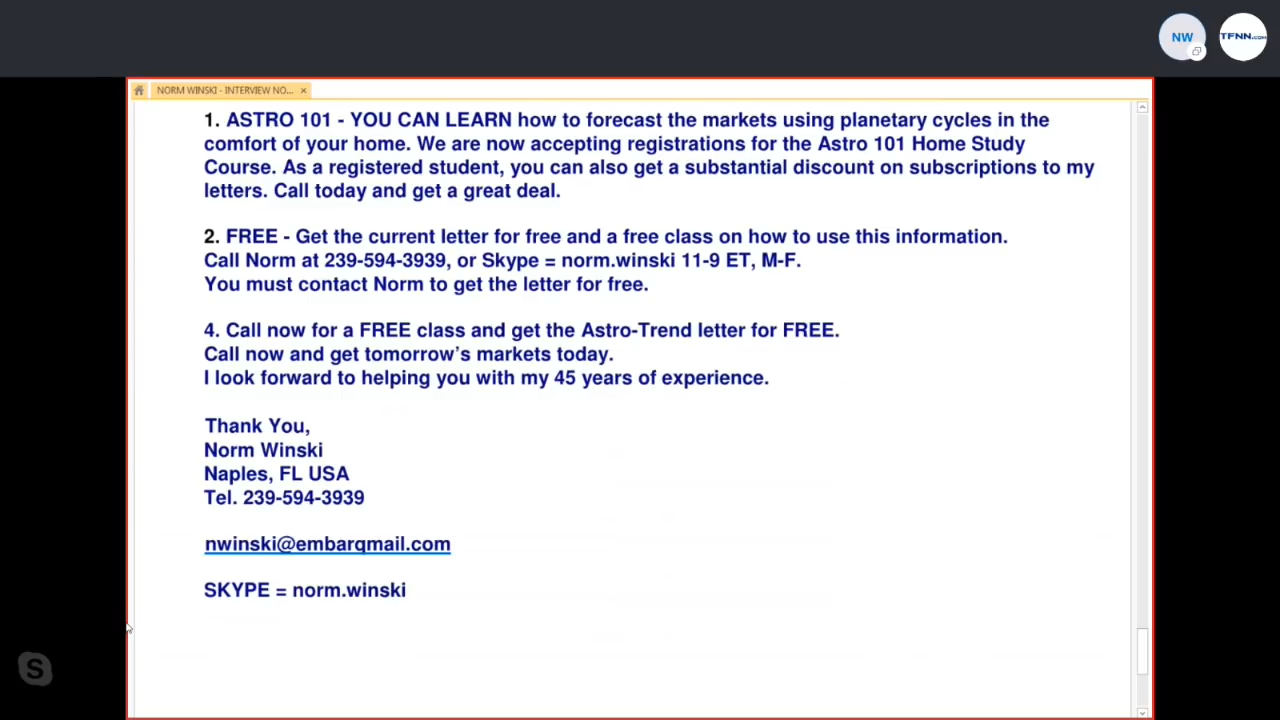 NW
TFNN.COM
NORM WINSKI - INTERVIEW NO... ×
1. ASTRO 101 - YOU CAN LEARN how to forecast the markets using planetary cycles in the
comfort of your home. We are now accepting registrations for the Astro 101 Home Study
Course. As a registered student, you can also get a substantial discount on subscriptions to my
letters. Call today and get a great deal.
2. FREE - Get the current letter for free and a free class on how to use this information.
Call Norm at 239-594-3939, or Skype = norm.winski 11-9 ET, M-F.
You must contact Norm to get the letter for free.
4. Call now for a FREE class and get the Astro-Trend letter for FREE.
Call now and get tomorrow’s markets today.
I look forward to helping you with my 45 years of experience.
Thank You,
Norm Winski
Naples, FL USA
Tel. 239-594-3939
nwinski@embarqmail.com
SKYPE = norm.winski
S